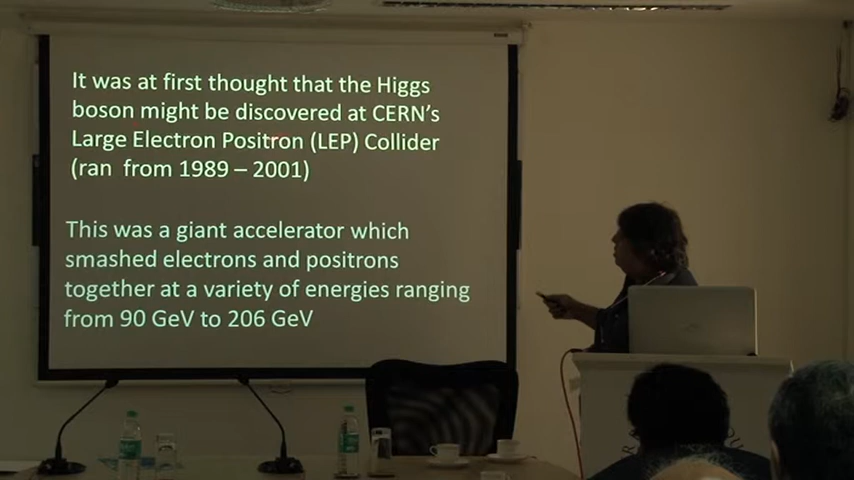 It was at first thought that the Higgs
boson might be discovered at CERN's
Large Electron Positron (LEP) Collider
(ran from 1989 – 2001)
This was a giant accelerator which
smashed electrons and positrons
together at a variety of energies ranging
from 90 GeV to 206 GeV